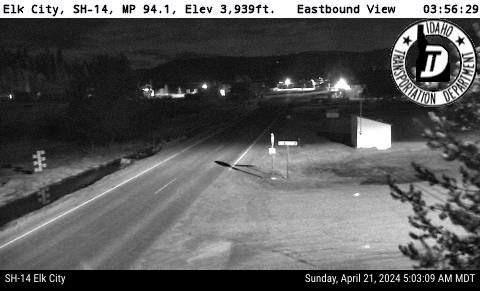 Elk City, SH-14, MP 94.1, Elev 3,939ft. Eastbound View 03:56:29
IDAHO
TRANSPORTATION DEPARTMENT
SH-14 Elk City
Sunday, April 21, 2024 5:03:09 AM MDT